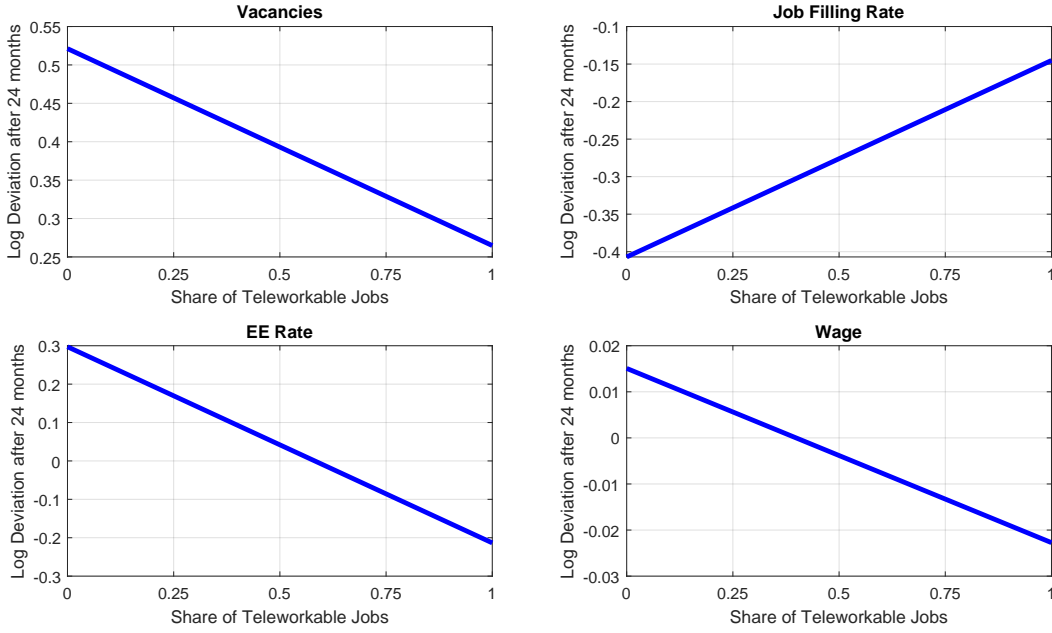 Vacancies
Log Deviation after 24 months
0.55
0.5
0.45
0.4
0.35
0.3
0.25
0 0.25 0.5 0.75 1
Share of Teleworkable Jobs
Job Filling Rate
Log Deviation after 24 months
-0.1
-0.15
-0.2
-0.25
-0.3
-0.35
-0.4
0 0.25 0.5 0.75 1
Share of Teleworkable Jobs
EE Rate
Log Deviation after 24 months
0.3
0.2
0.1
0
-0.1
-0.2
-0.3
0 0.25 0.5 0.75 1
Share of Teleworkable Jobs
Wage
Log Deviation after 24 months
0.02
0.01
0
-0.01
-0.02
-0.03
0 0.25 0.5 0.75 1
Share of Teleworkable Jobs